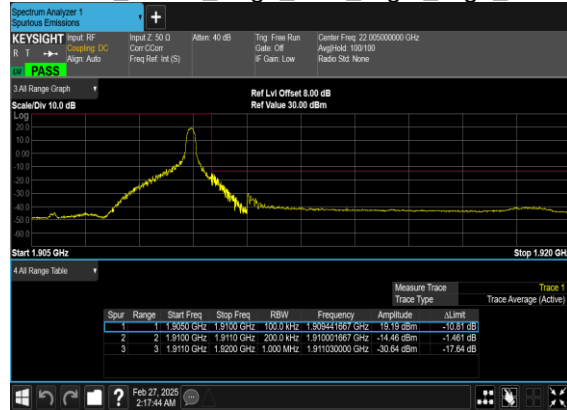 Spectrum Analyzer 1
Spurious Emissions
+
KEYSIGHT Input: RF Input Z: 50 Ω Atten: 40 dB Trig: Free Run Center Freq: 22.005000000 GHz
R T Coupling: DC Corr CCorr Gate: Off Avg|Hold: 100/100
Align: Auto Freq Ref: Int (S) IF Gain: Low Radio Std: None
LM PASS
3 All Range Graph
Ref Lvl Offset 8.00 dB
Scale/Div 10.0 dB Ref Value 30.00 dBm
Log
20.0
10.0
0.00
-10.0
-20.0
-30.0
-40.0
-50.0
-60.0
Start 1.905 GHz Stop 1.920 GH
4 All Range Table
Measure Trace Trace 1
Trace Type Trace Average (Active)
Spur Range Start Freq Stop Freq RBW Frequency Amplitude ΔLimit
1 1 1.9050 GHz 1.9100 GHz 100.0 kHz 1.909441667 GHz 19.19 dBm -10.81 dB
2 2 1.9100 GHz 1.9110 GHz 200.0 kHz 1.910001667 GHz -14.46 dBm -1.461 dB
3 3 1.9110 GHz 1.9200 GHz 1.000 MHz 1.911030000 GHz -30.64 dBm -17.64 dB
? Feb 27, 2025
2:17:44 AM